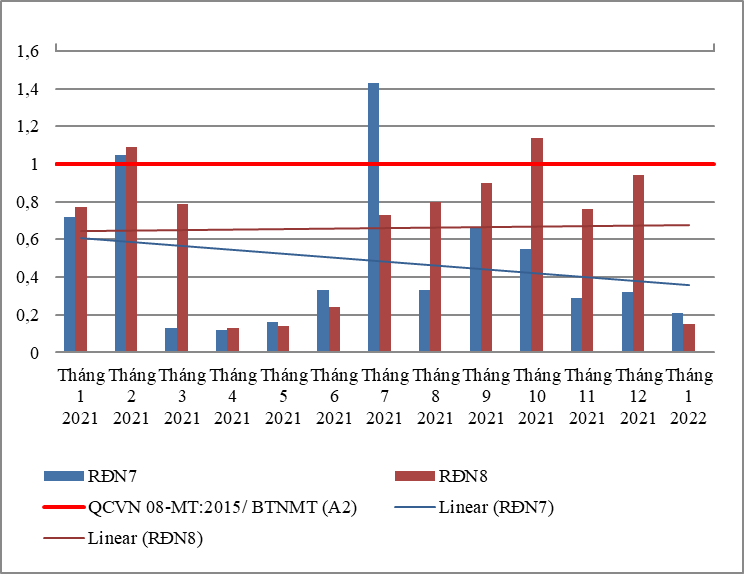 1,6
1,4
1,2
1
0,8
0,6
0,4
0,2
0
Tháng Tháng Tháng Tháng Tháng Tháng Tháng Tháng Tháng Tháng Tháng Tháng Tháng
1 2 3 4 5 6 7 8 9 10 11 12 1
2021 2021 2021 2021 2021 2021 2021 2021 2021 2021 2021 2021 2022
RĐN7 RĐN8
QCVN 08-MT:2015/ BTNMT (A2) Linear (RĐN7)
Linear (RĐN8)